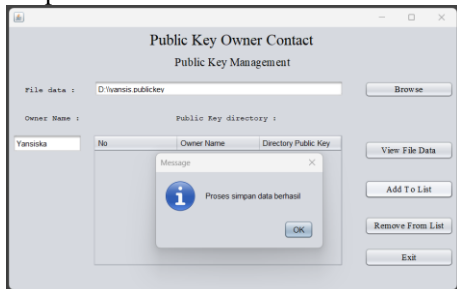 Public Key Owner Contact
Public Key Management
File data :
D:\yansis.publickey
Browse
Owner Name :
Public Key directory :
Yansiska
No
Owner Name
Directory Public Key
View File Data
Message
Proses simpan data berhasil
OK
Add To List
Remove From List
Exit